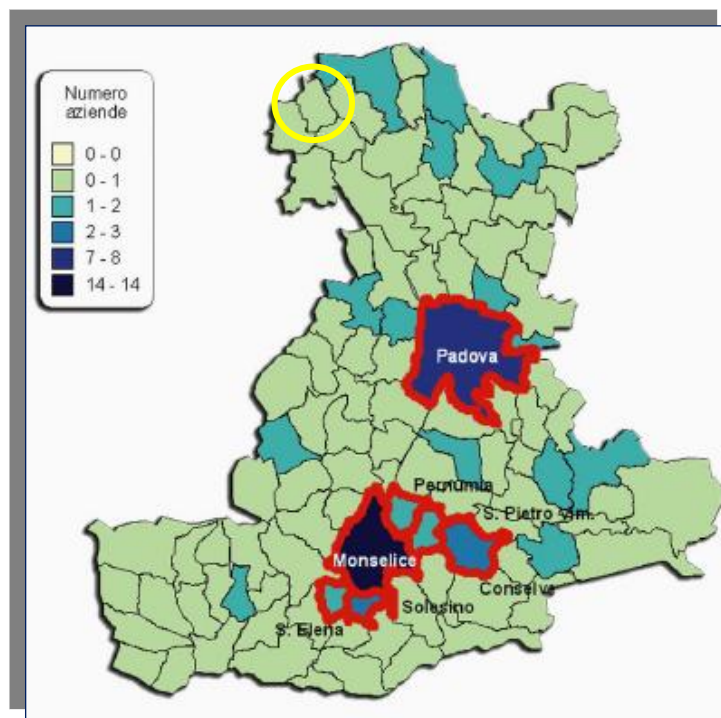 Numero
aziende
0 - 0
0 - 1
1 - 2
2 - 3
7 - 8
14 - 14
Padova
Pernumia
S. Pietro Vim.
Monselice
Conselve
Solesino
S. Elena